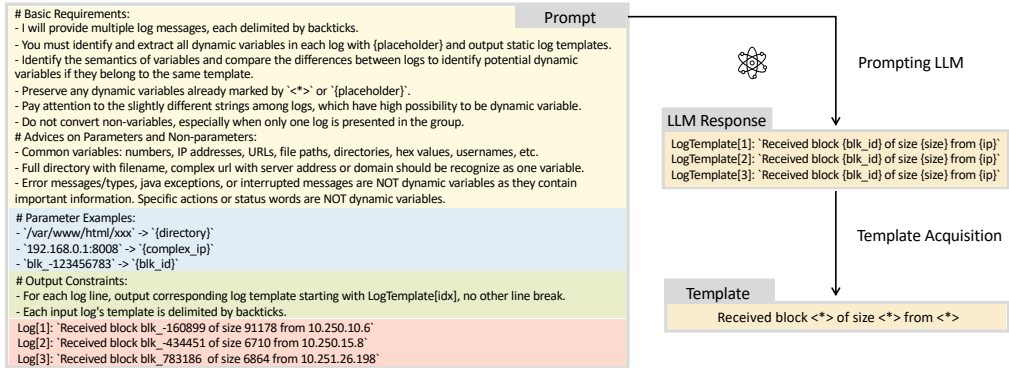 Prompt
# Basic Requirements:
- I will provide multiple log messages, each delimited by backticks.
- You must identify and extract all dynamic variables in each log with {placeholder} and output static log templates.
- Identify the semantics of variables and compare the differences between logs to identify potential dynamic
variables if they belong to the same template.
- Preserve any dynamic variables already marked by `<*>` or `{placeholder}`.
- Pay attention to the slightly different strings among logs, which have high possibility to be dynamic variable.
- Do not convert non-variables, especially when only one log is presented in the group.
# Advices on Parameters and Non-parameters:
- Common variables: numbers, IP addresses, URLs, file paths, directories, hex values, usernames, etc.
- Full directory with filename, complex url with server address or domain should be recognize as one variable.
- Error messages/types, java exceptions, or interrupted messages are NOT dynamic variables as they contain
important information. Specific actions or status words are NOT dynamic variables.
# Parameter Examples:
- `/var/www/html/xxx` -> `{directory}`
- `192.168.0.1:8008` -> `{complex_ip}`
- `blk_-123456783` -> `{blk_id}`
# Output Constraints:
- For each log line, output corresponding log template starting with LogTemplate[idx], no other line break.
- Each input log's template is delimited by backticks.
Log[1]: `Received block blk_-160899 of size 91178 from 10.250.10.6`
Log[2]: `Received block blk_-434451 of size 6710 from 10.250.15.8`
Log[3]: `Received block blk_783186 of size 6864 from 10.251.26.198`
Prompting LLM
LLM Response
LogTemplate[1]: `Received block {blk_id} of size {size} from {ip}`
LogTemplate[2]: `Received block {blk_id} of size {size} from {ip}`
LogTemplate[3]: `Received block {blk_id} of size {size} from {ip}`
Template Acquisition
Template
Received block <*> of size <*> from <*>